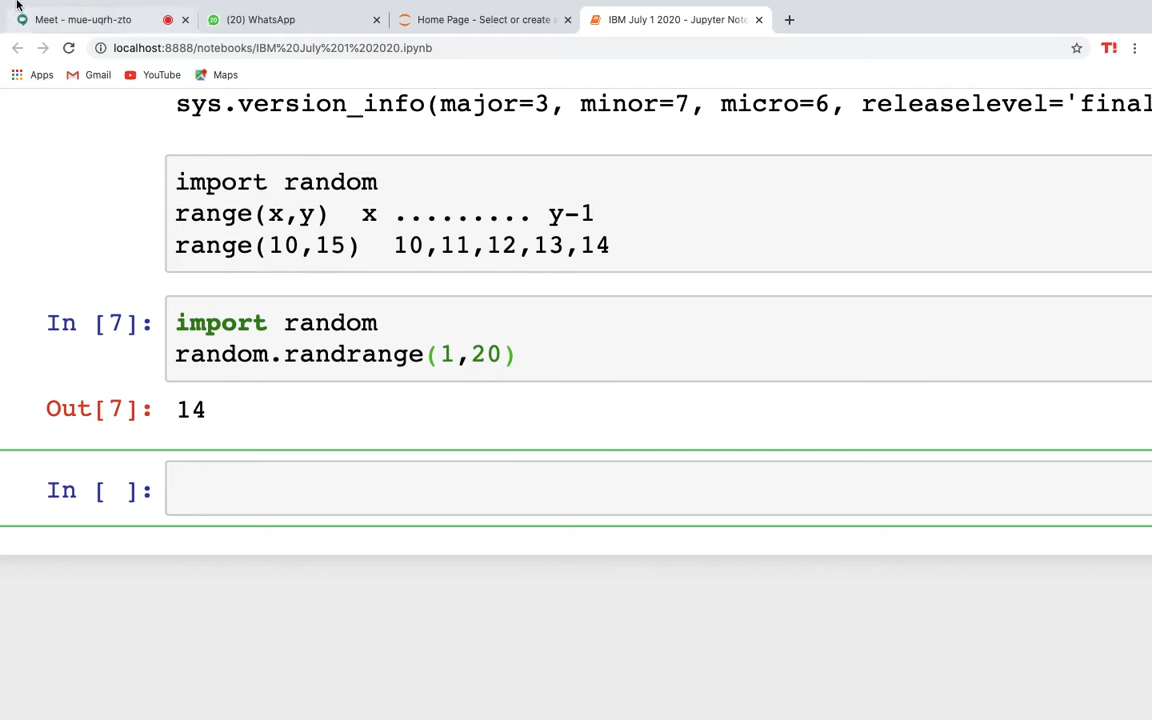 Meet - mue-uqrh-zto
(20) WhatsApp
Home Page - Select or create
IBM July 1 2020 - Jupyter Note
localhost:8888/notebooks/IBM%20July%201%202020.ipynb
Apps
Gmail
YouTube
Maps
sys.version_info(major=3, minor=7, micro=6, releaselevel='final
import random
range(x,y)  x ......... y-1
range(10,15)  10,11,12,13,14
In [7]:
import random
random.randrange(1,20)
Out[7]:
14
In [ ]: